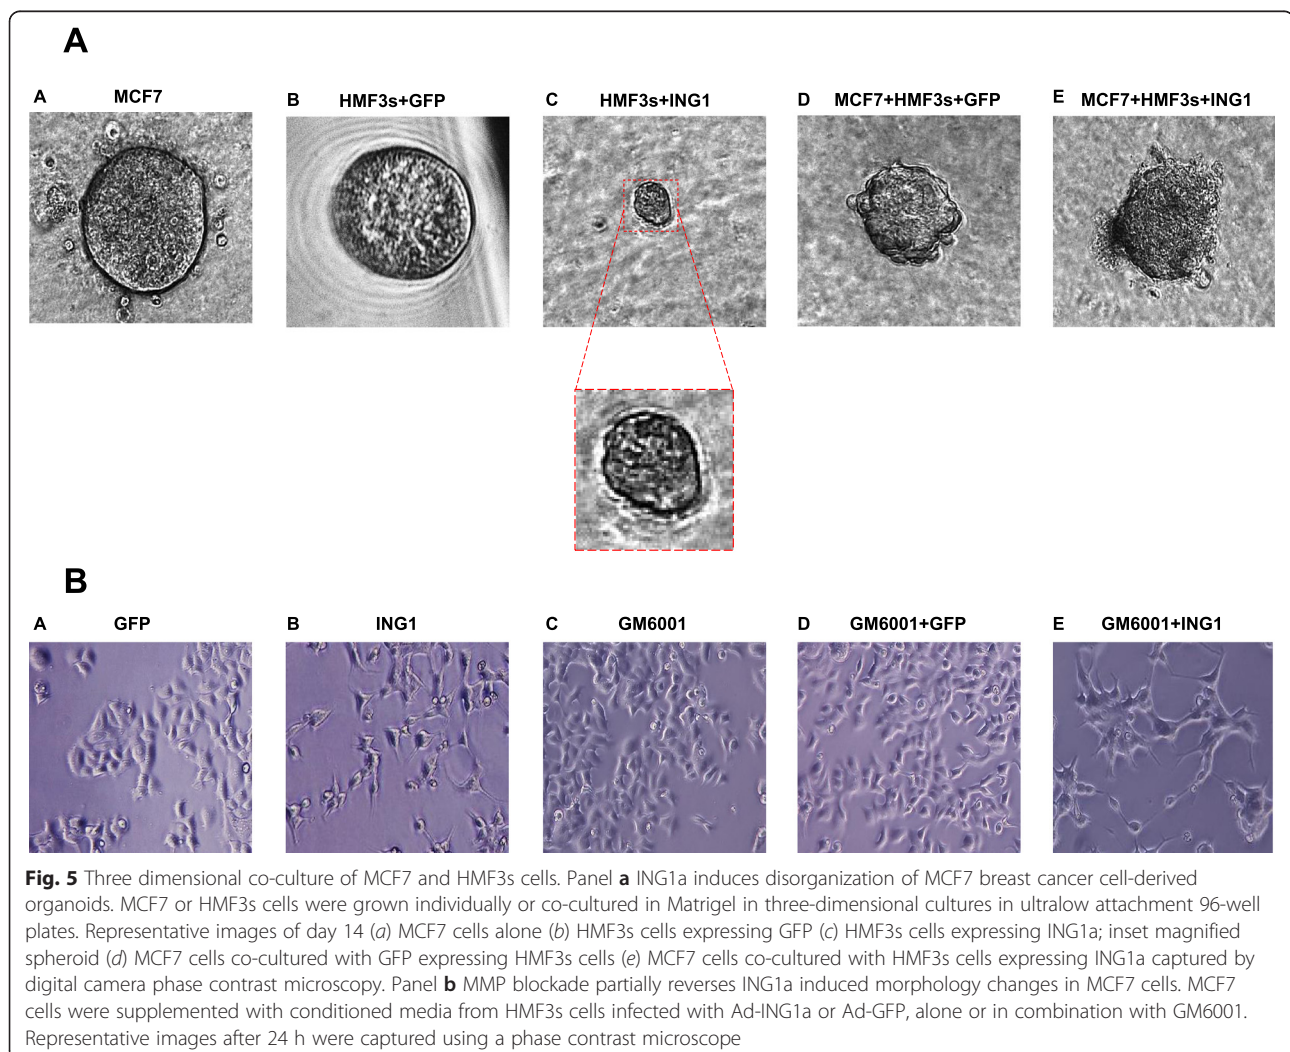 A
A MCF7 B HMF3s+GFP C HMF3s+ING1 D MCF7+HMF3s+GFP E MCF7+HMF3s+ING1
B
A GFP B ING1 C GM6001 D GM6001+GFP E GM6001+ING1
Fig. 5 Three dimensional co-culture of MCF7 and HMF3s cells. Panel a ING1a induces disorganization of MCF7 breast cancer cell-derived
organoids. MCF7 or HMF3s cells were grown individually or co-cultured in Matrigel in three-dimensional cultures in ultralow attachment 96-well
plates. Representative images of day 14 (a) MCF7 cells alone (b) HMF3s cells expressing GFP (c) HMF3s cells expressing ING1a; inset magnified
spheroid (d) MCF7 cells co-cultured with GFP expressing HMF3s cells (e) MCF7 cells co-cultured with HMF3s cells expressing ING1a captured by
digital camera phase contrast microscopy. Panel b MMP blockade partially reverses ING1a induced morphology changes in MCF7 cells. MCF7
cells were supplemented with conditioned media from HMF3s cells infected with Ad-ING1a or Ad-GFP, alone or in combination with GM6001.
Representative images after 24 h were captured using a phase contrast microscope